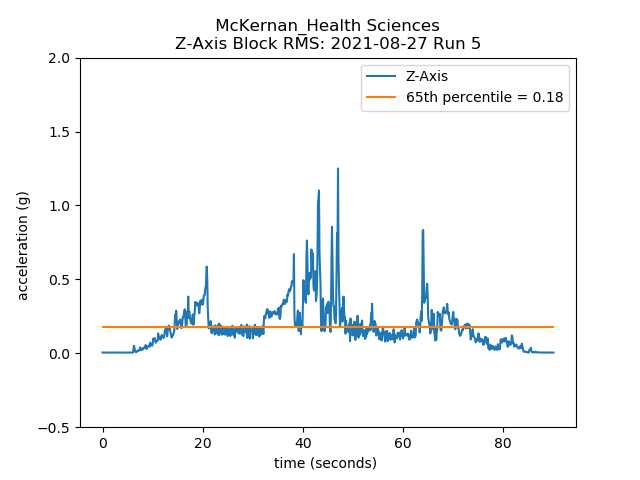 McKernan_Health Sciences
Z-Axis Block RMS: 2021-08-27 Run 5
2.0
Z-Axis
65th percentile = 0.18
1.5
1.0
0.5
0.0
−0.5
acceleration (g)
0 20 40 60 80
time (seconds)